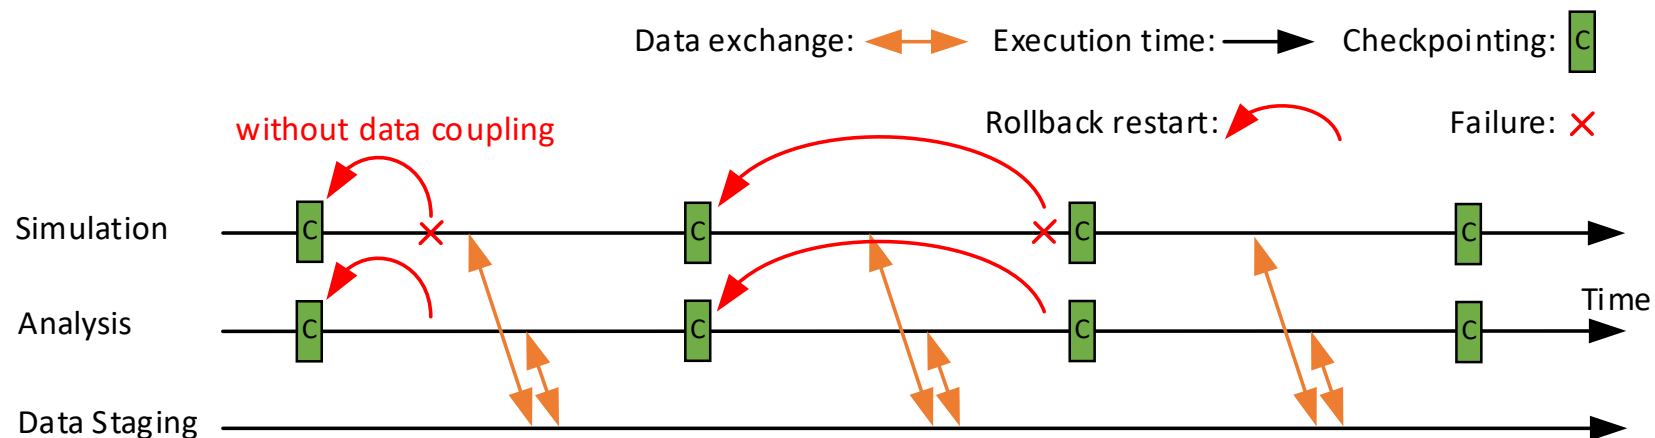 Data exchange: Execution time: Checkpointing: C
without data coupling Rollback restart: Failure:
Simulation C C C C
Time
Analysis C C C C
Data Staging